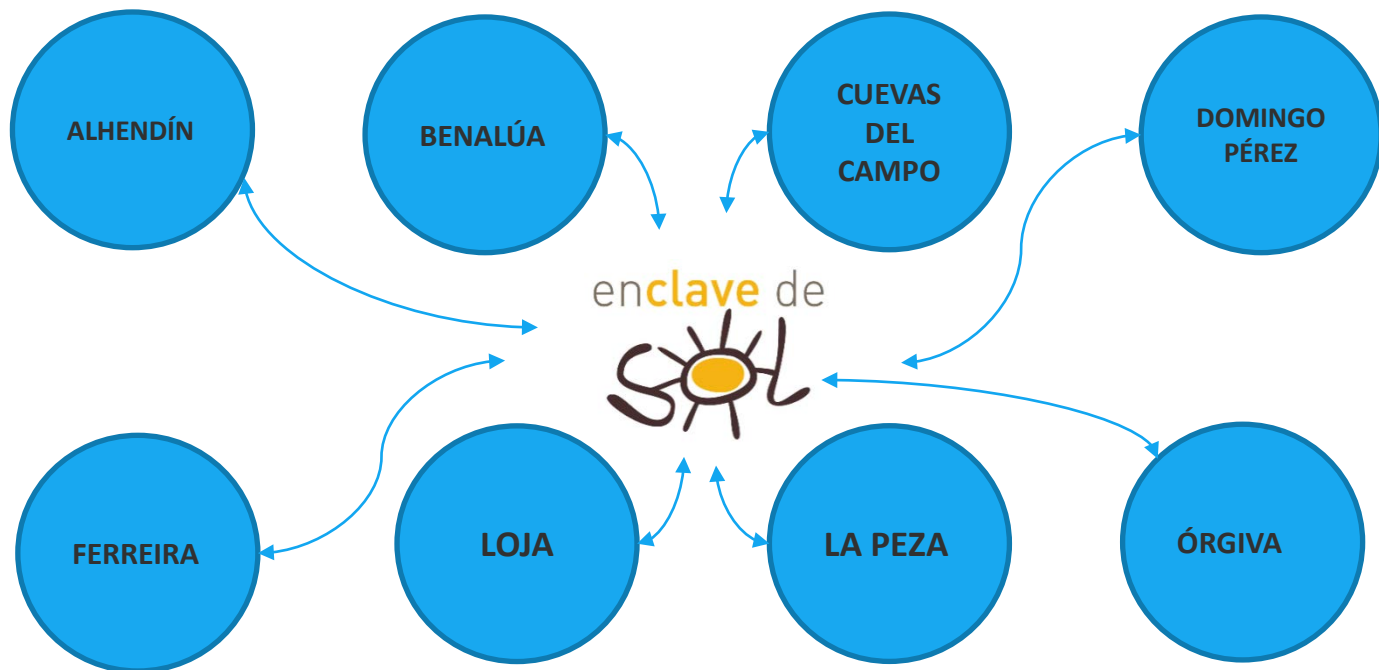 ALHENDÍN
BENALÚA
CUEVAS
DEL
CAMPO
DOMINGO
PÉREZ
enclave de
SOL
FERREIRA
LOJA
LA PEZA
ÓRGIVA